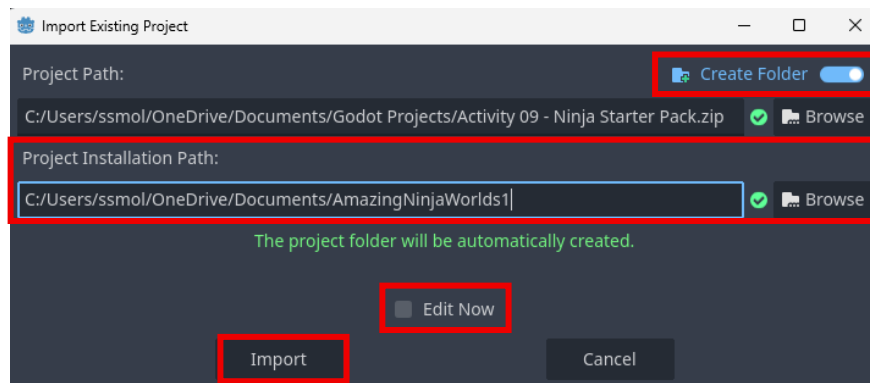 Import Existing Project
Project Path:
Create Folder
C:/Users/ssmol/OneDrive/Documents/Godot Projects/Activity 09 - Ninja Starter Pack.zip
Browse
Project Installation Path:
C:/Users/ssmol/OneDrive/Documents/AmazingNinjaWorlds1
Browse
The project folder will be automatically created.
Edit Now
Import
Cancel